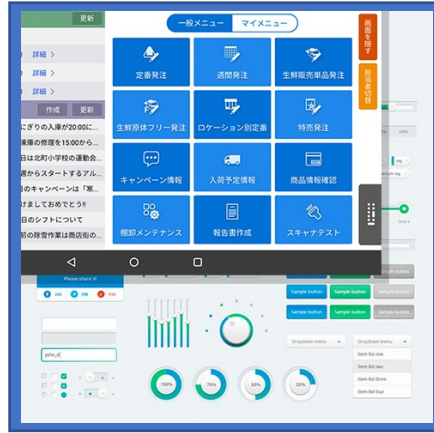 更新
一般メニュー
マイメニュー
画面を隠す
担当者切替
詳細 >
詳細 >
詳細 >
作成
更新
にぎりの入庫が20:00に...
凍庫の修理を15:00から...
日は北町小学校の運動会...
週からスタートするアル...
月のキャンペーンは「寒...
けましておめでとう!!
日のシフトについて
前の除雪作業は商店街の...
定番発注
週間発注
生鮮販売単品発注
生鮮原体フリー発注
ロケーション別定番
特売発注
キャンペーン情報
入荷予定情報
商品情報確認
棚卸メンテナンス
報告書作成
スキャナテスト
Please share it!
john_d
100%
75%
50%
25%
Sample button
Sample button
Sample button
Sample button
Sample button
Sample button
Sample button
Sample button
Sample button
Dropdown menu
Dropdown menu
Item list one
Item list two
Item list three
Item list four